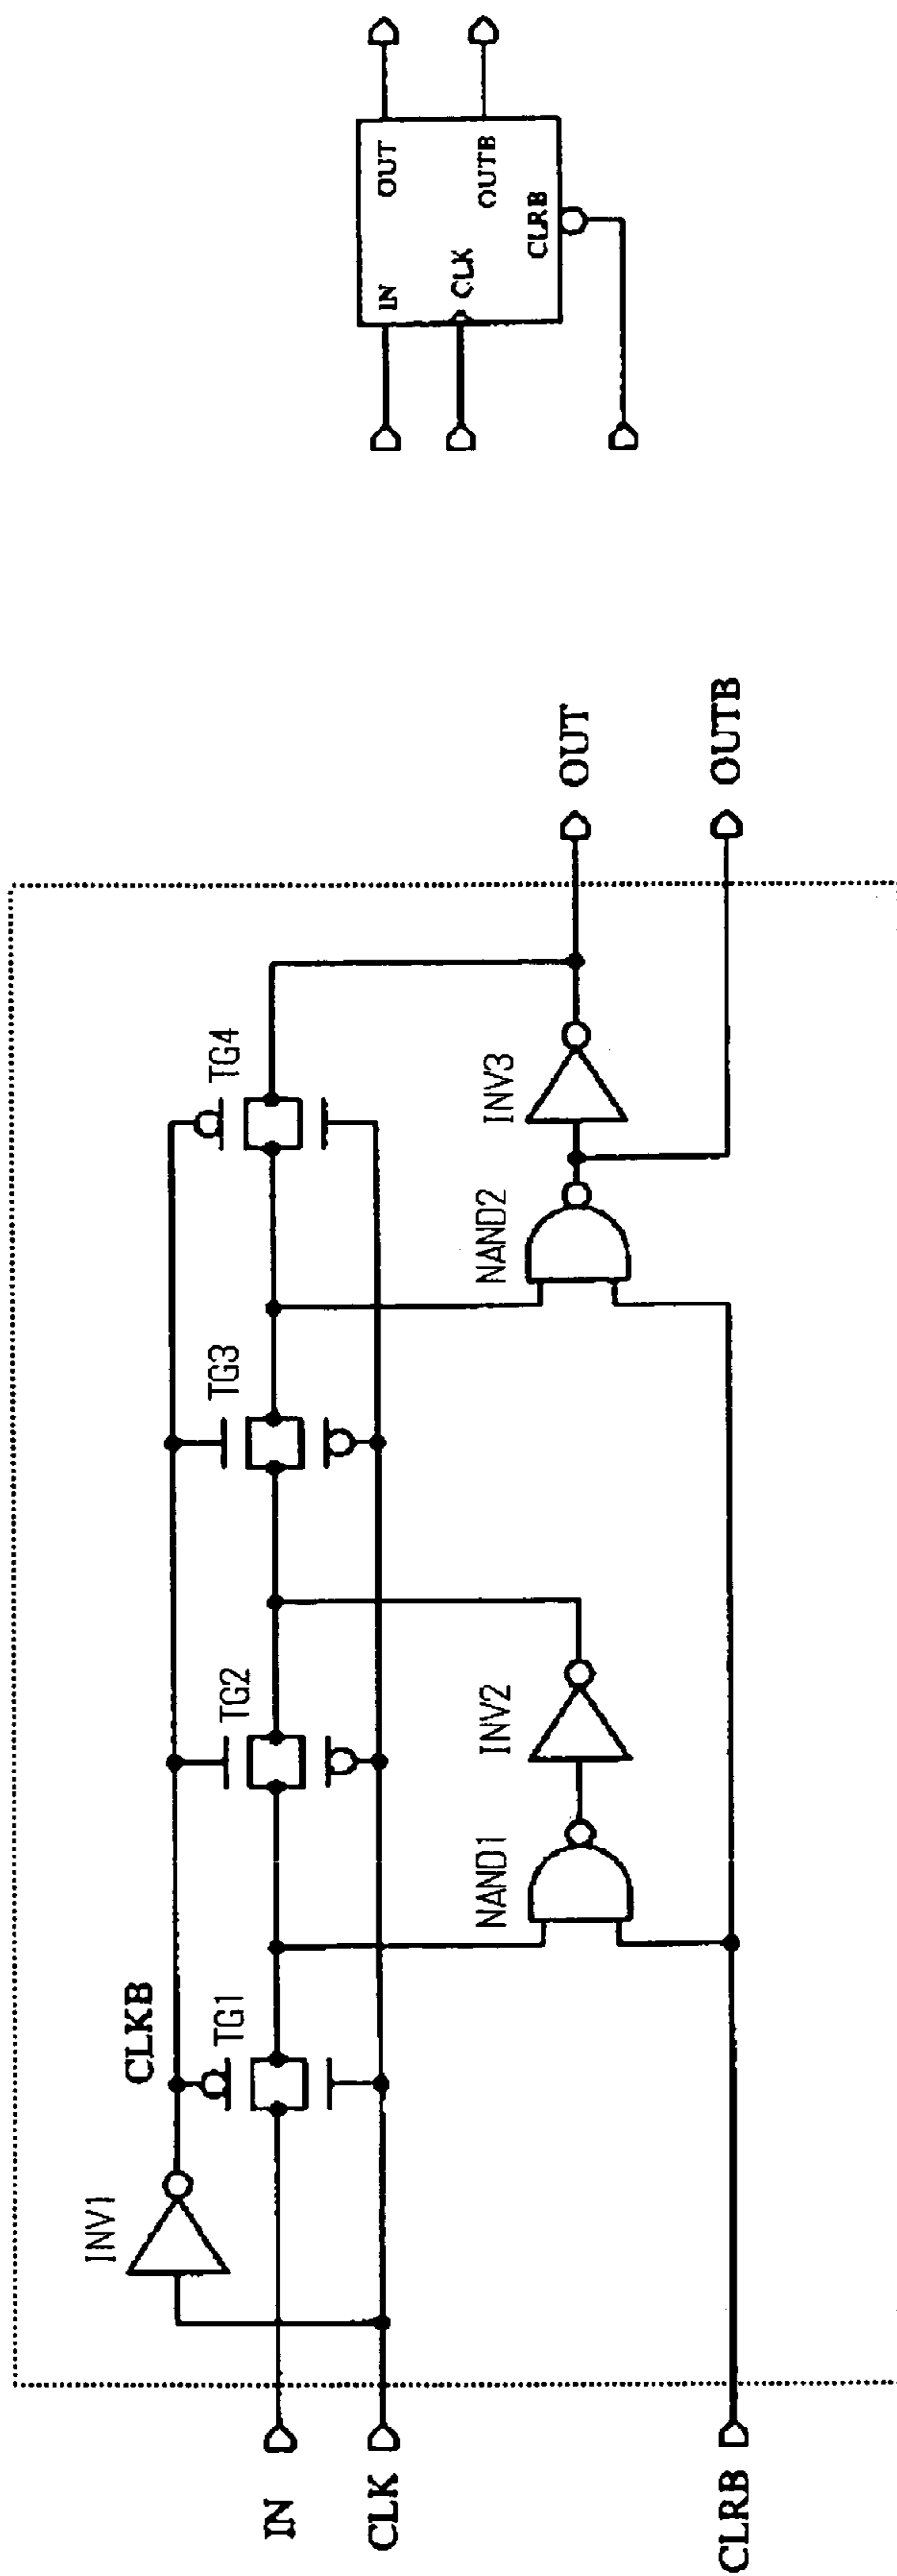 CLKB
INV1
TG1
TG2
TG3
TG4
IN
CLK
CLRB
NAND1
INV2
NAND2
INV3
OUT
OUTB
IN
OUT
CLK
OUTB
CLRB